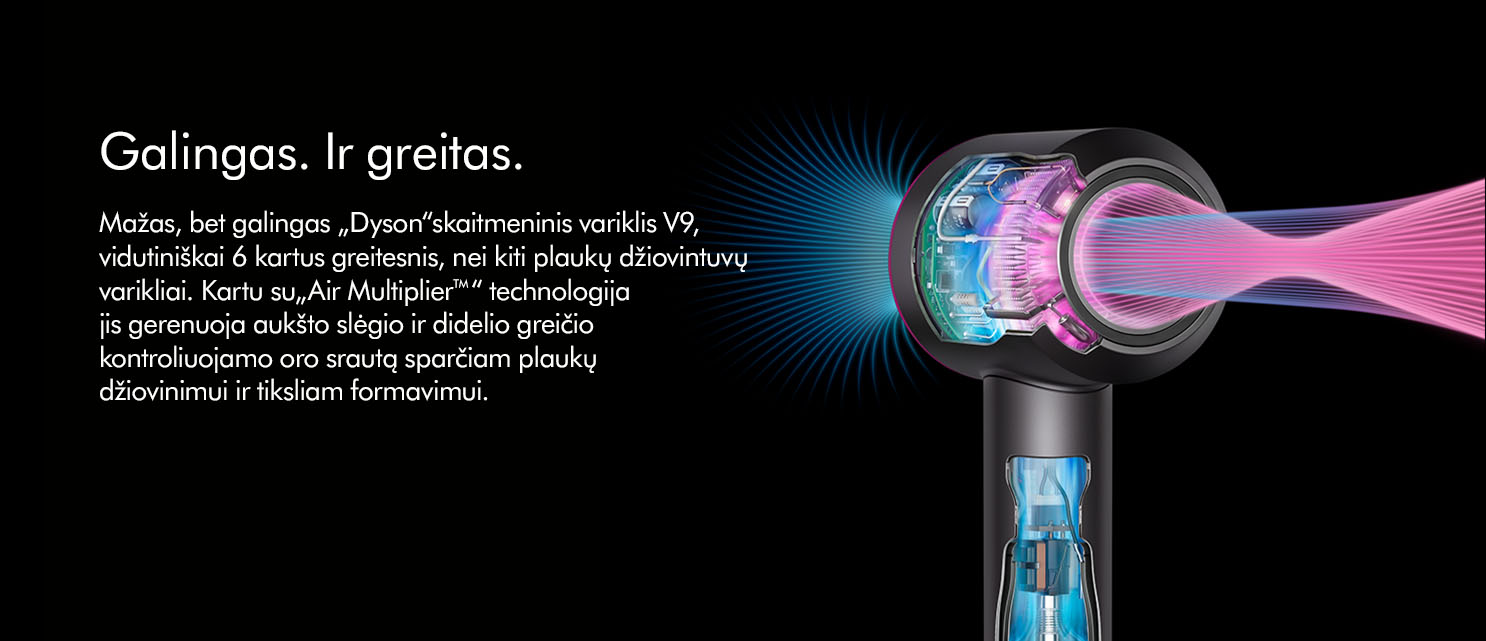 Galingas. Ir greitas.
Mažas, bet galingas „Dyson“skaitmeninis variklis V9,
vidutiniškai 6 kartus greitesnis, nei kiti plaukų džiovintuvų
varikliai. Kartu su„Air Multiplier™“ technologija
jis gerenuoja aukšto slėgio ir didelio greičio
kontroliuojamo oro srautą sparčiam plaukų
džiovinimui ir tiksliam formavimui.